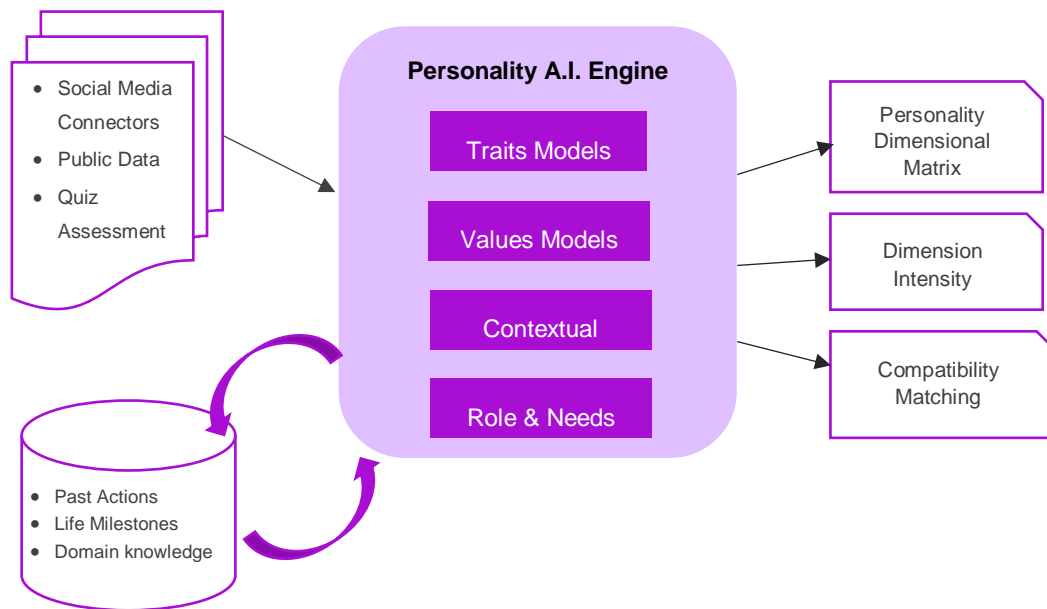 Social Media
Connectors
Public Data
Quiz
Assessment
Personality A.I. Engine
Traits Models
Values Models
Contextual
Role & Needs
Past Actions
Life Milestones
Domain knowledge
Personality
Dimensional
Matrix
Dimension
Intensity
Compatibility
Matching